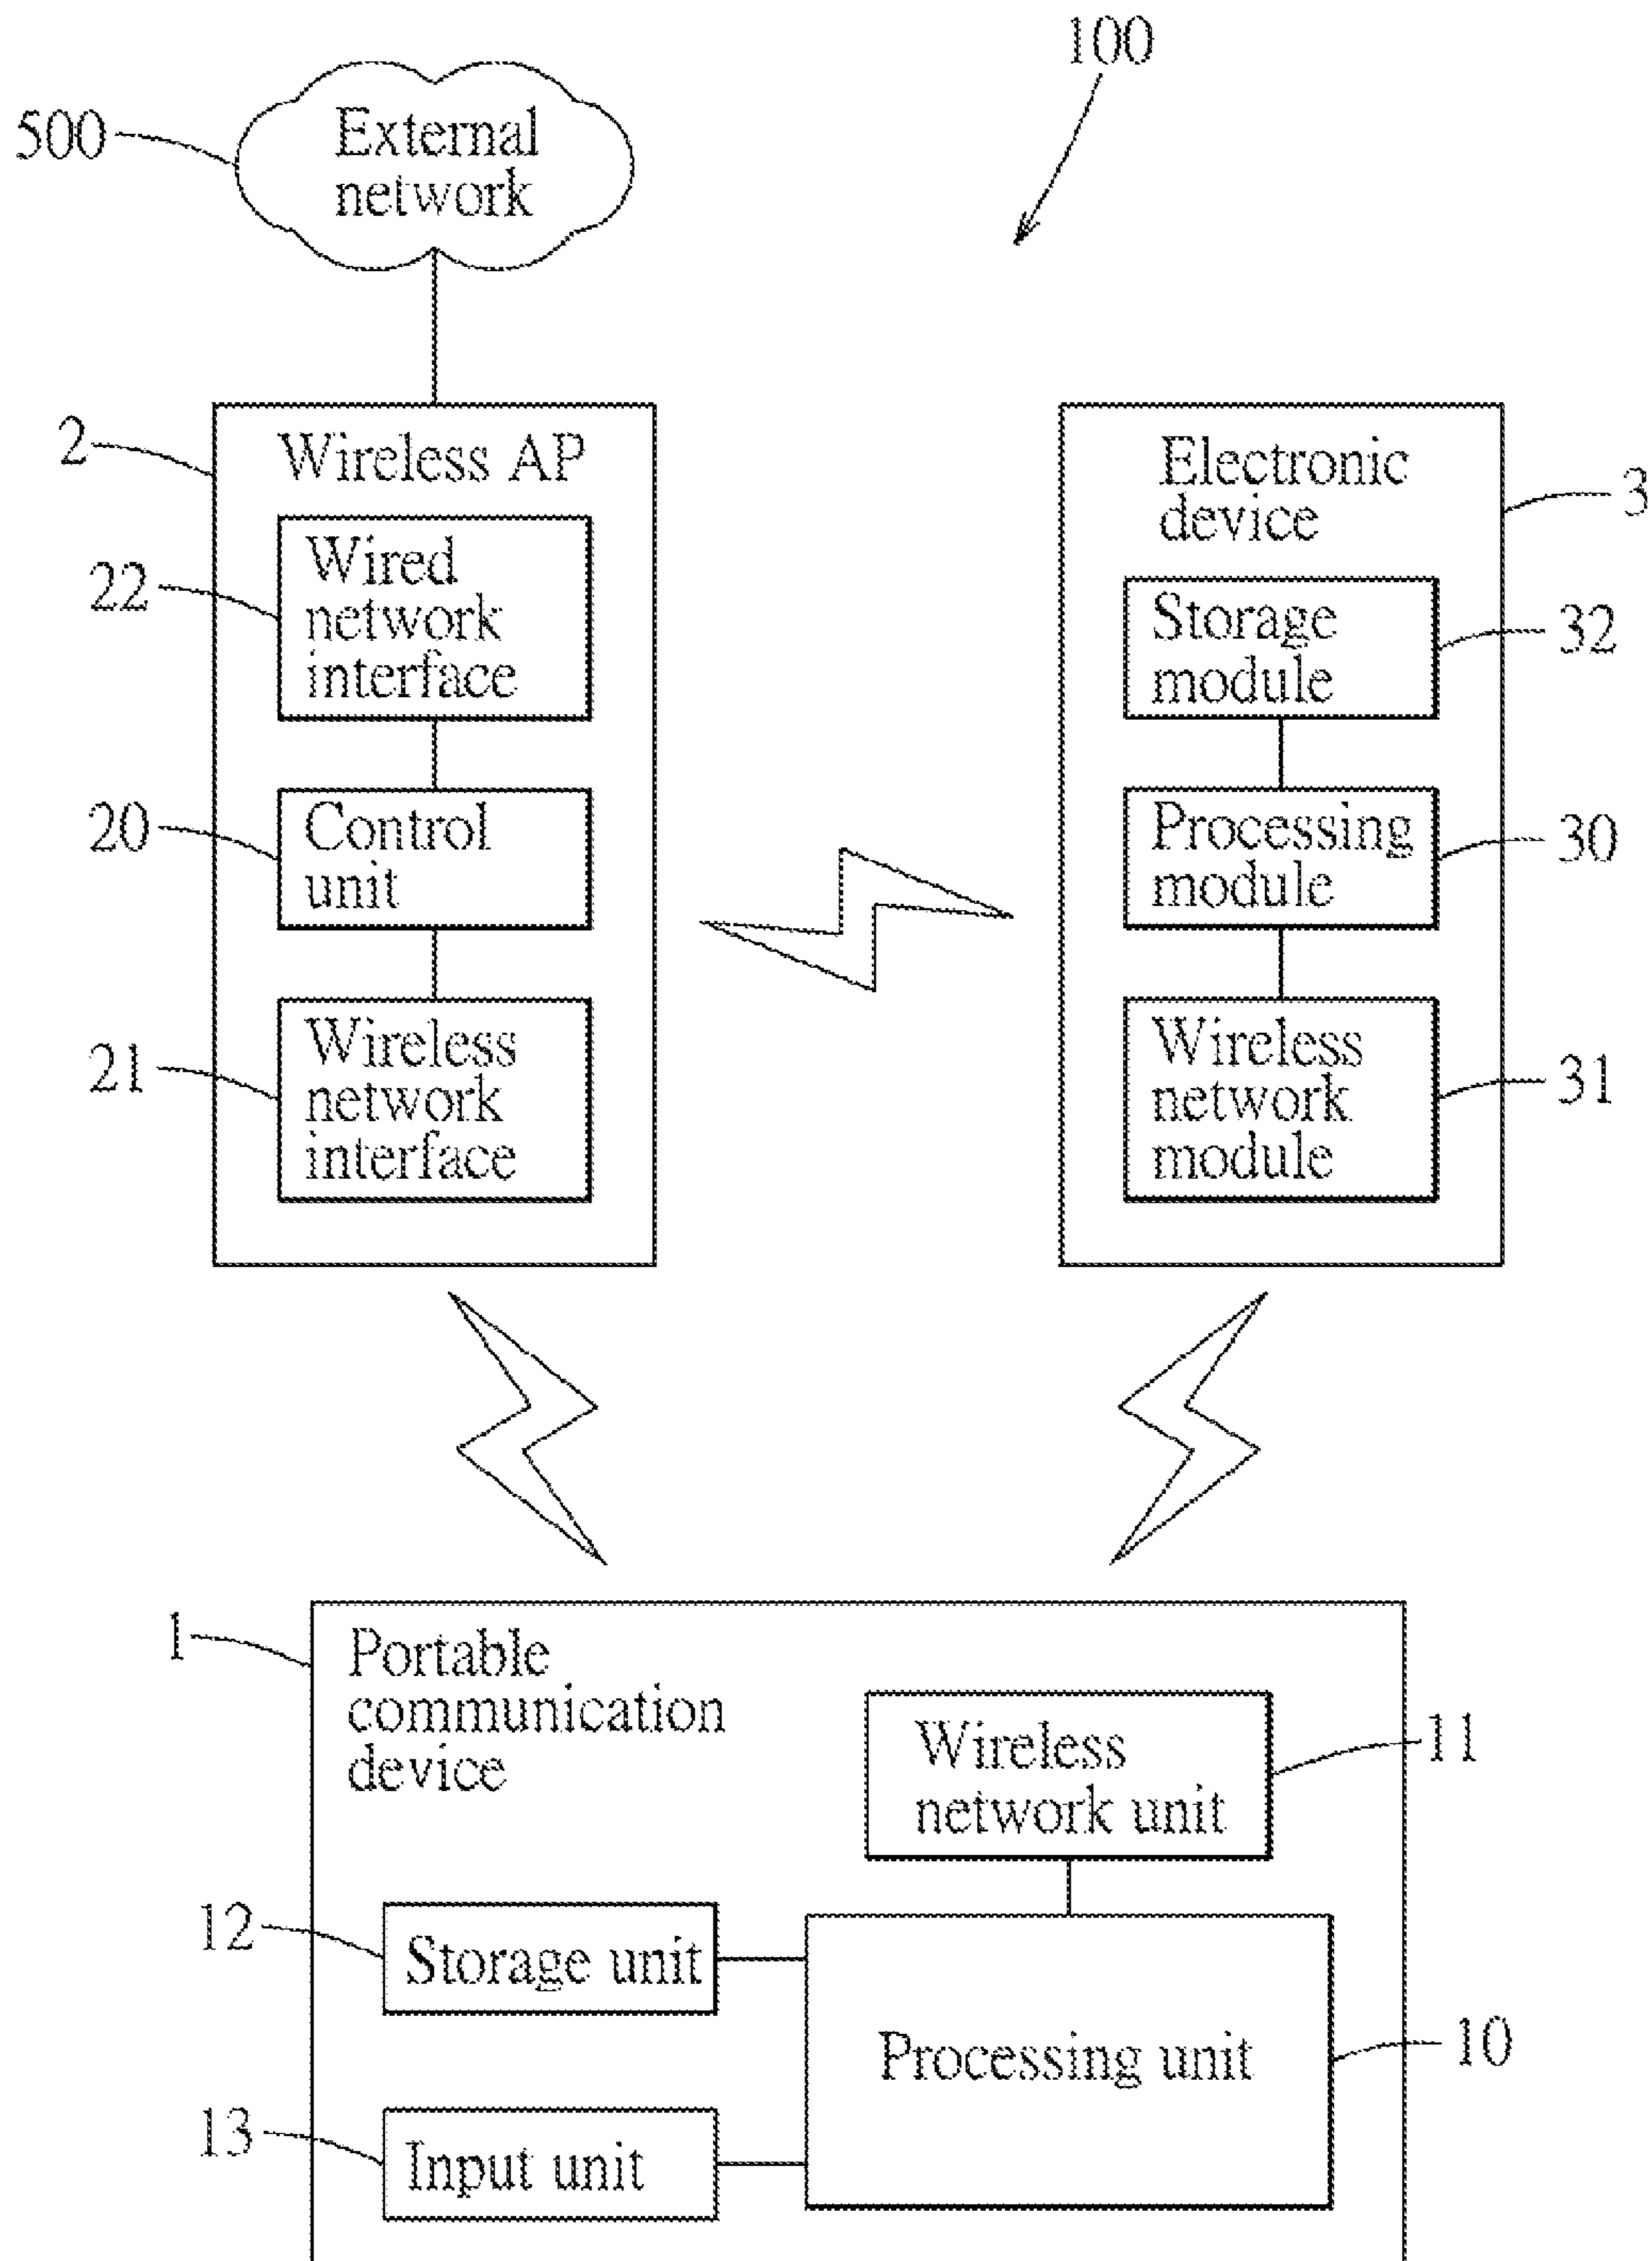 100
500
External
network
2
Wireless AP
22
Wired
network
interface
20
Control
unit
21
Wireless
network
interface
Electronic
device
3
Storage
module
32
Processing
module
30
Wireless
network
module
31
1
Portable
communication
device
Wireless
network unit
11
12
Storage unit
Processing unit
10
13
Input unit